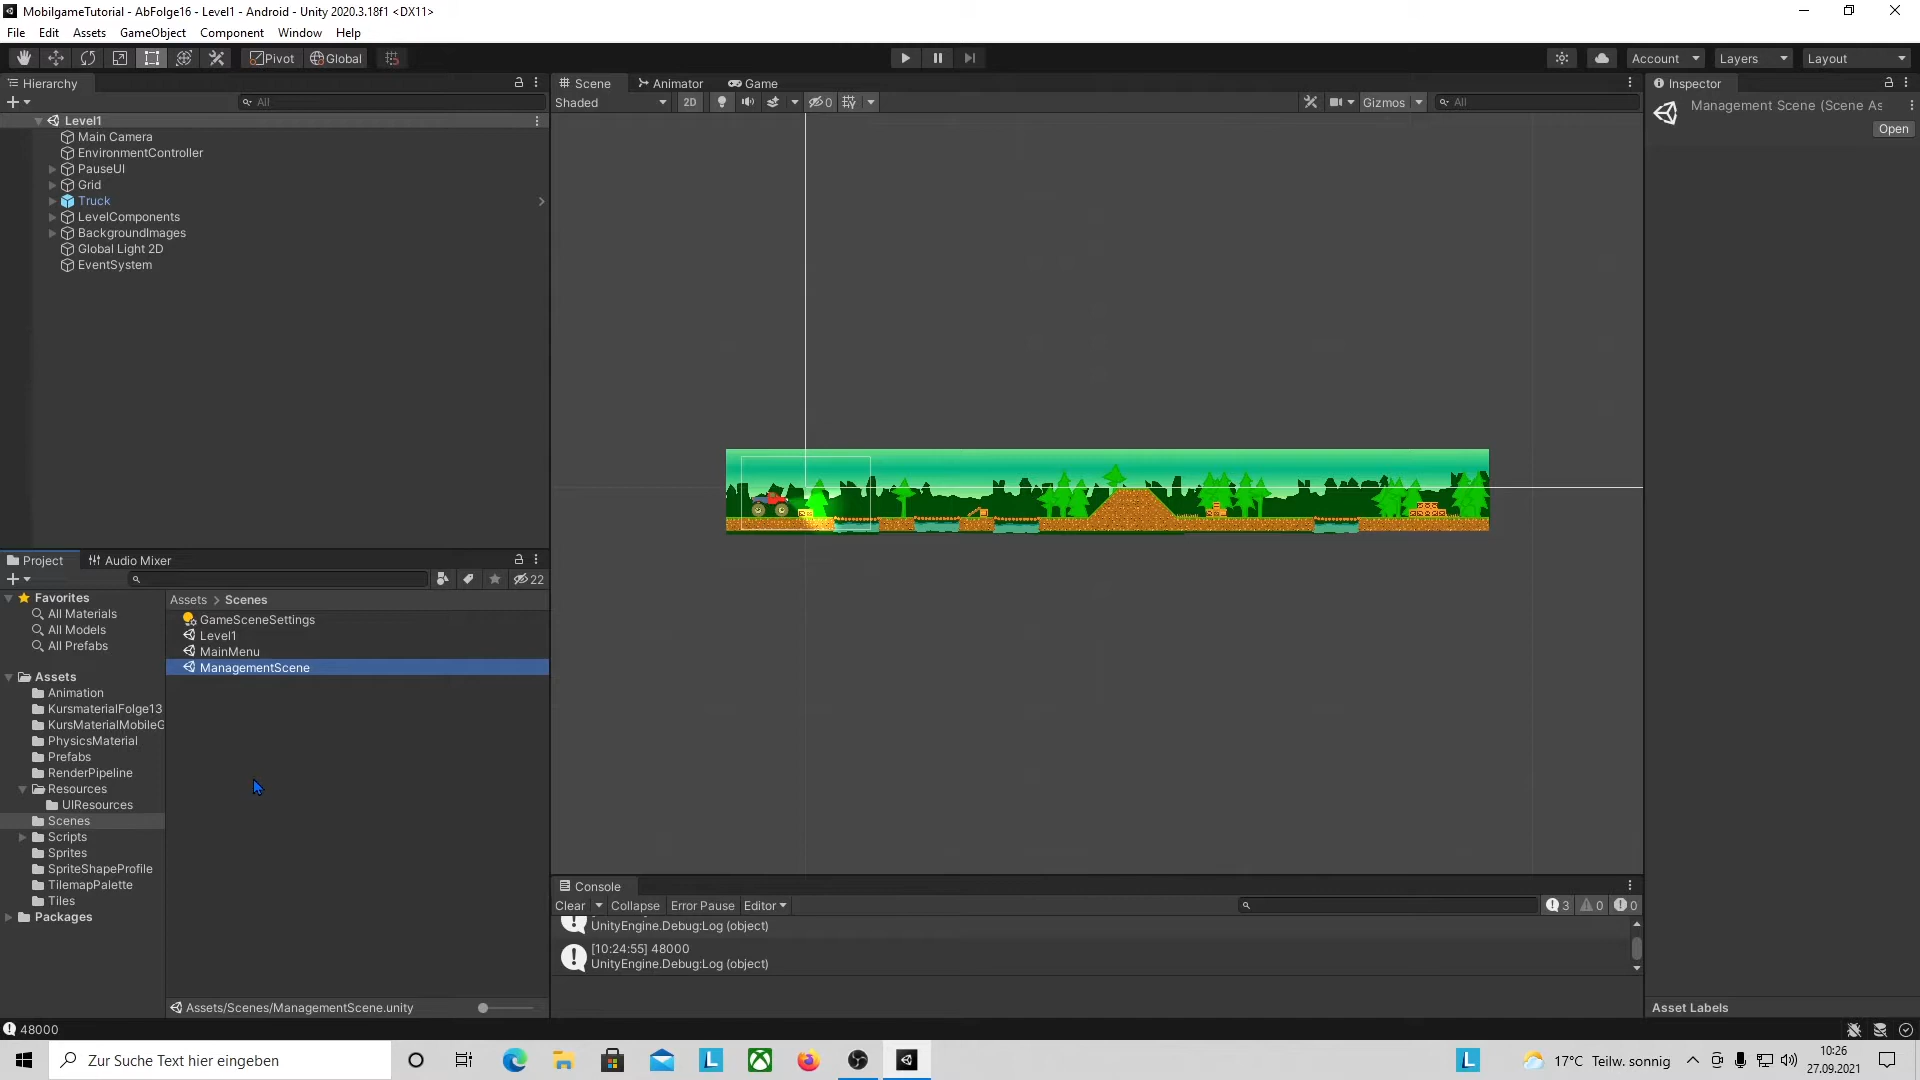 MobilgameTutorial - AbFolge16 - Level1 - Android - Unity 2020.3.18f1 <DX11>
File Edit Assets GameObject Component Window Help
Pivot Global Account Layers Layout
Hierarchy
All
Level1
Main Camera
EnvironmentController
PauseUI
Grid
Truck
LevelComponents
BackgroundImages
Global Light 2D
EventSystem
Scene Animator Game
Shaded 2D 0 Gizmos All
Inspector
Management Scene (Scene As
Open
Project Audio Mixer
22
Favorites
All Materials
All Models
All Prefabs
Assets
Animation
KursmaterialFolge13
KursMaterialMobileG
PhysicsMaterial
Prefabs
RenderPipeline
Resources
UIResources
Scenes
Scripts
Sprites
SpriteShapeProfile
TilemapPalette
Tiles
Packages
Assets > Scenes
GameSceneSettings
Level1
MainMenu
ManagementScene
Assets/Scenes/ManagementScene.unity
Console
Clear Collapse Error Pause Editor 3 0 0
UnityEngine.Debug:Log (object)
[10:24:55] 48000
UnityEngine.Debug:Log (object)
Asset Labels
48000
Zur Suche Text hier eingeben
L
L
17°C Teilw. sonnig
10:26
27.09.2021